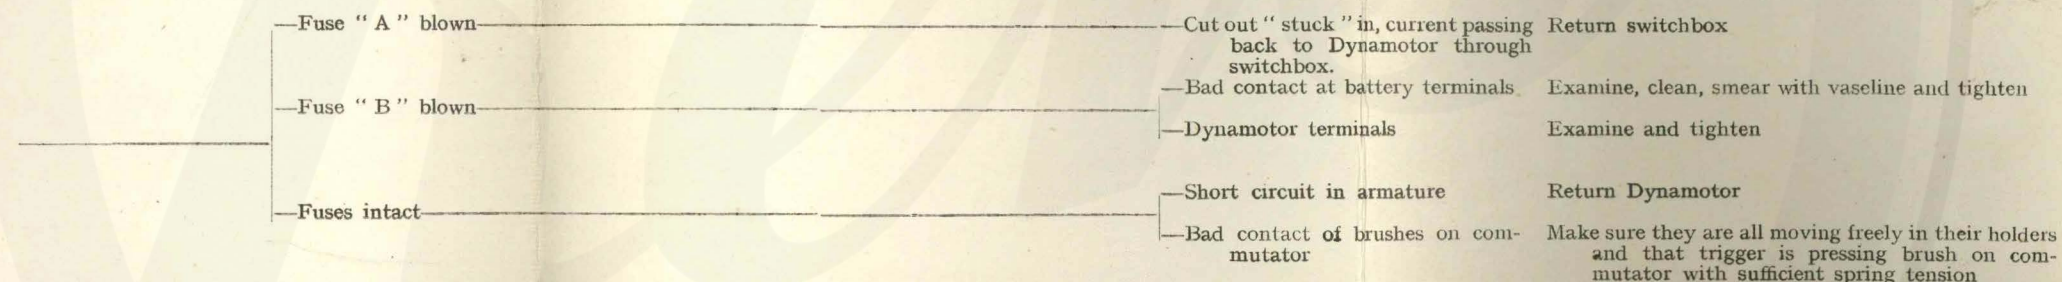 Fuse “ A ” blown
Cut out “ stuck ” in, current passing
back to Dynamotor through
switchbox.
Return switchbox
Fuse “ B ” blown
Bad contact at battery terminals
Examine, clean, smear with vaseline and tighten
Dynamotor terminals
Examine and tighten
Fuses intact
Short circuit in armature
Return Dynamotor
Bad contact of brushes on com-
mutator
Make sure they are all moving freely in their holders
and that trigger is pressing brush on com-
mutator with sufficient spring tension